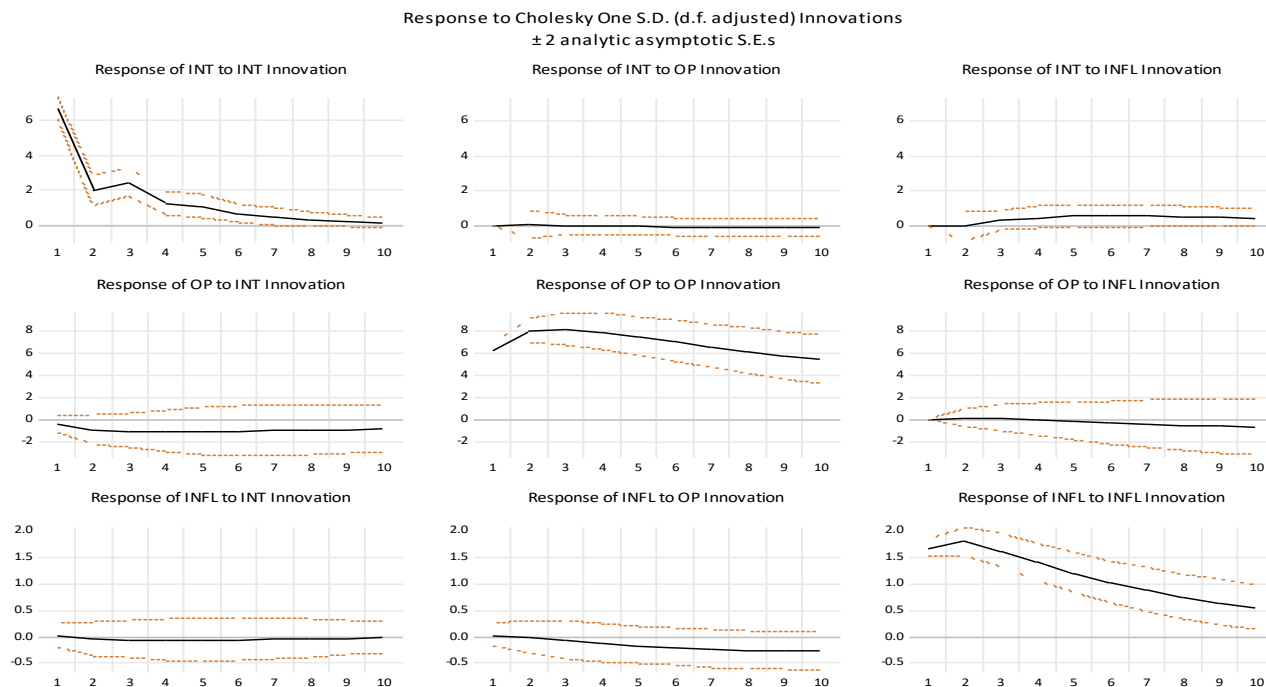 Response to Cholesky One S.D. (d.f. adjusted) Innovations
± 2 analytic asymptotic S.E.s
Response of INT to INT Innovation
6
4
2
0
1 2 3 4 5 6 7 8 9 10
Response of INT to OP Innovation
6
4
2
0
1 2 3 4 5 6 7 8 9 10
Response of INT to INFL Innovation
6
4
2
0
1 2 3 4 5 6 7 8 9 10
Response of OP to INT Innovation
8
6
4
2
0
-2
1 2 3 4 5 6 7 8 9 10
Response of OP to OP Innovation
8
6
4
2
0
-2
1 2 3 4 5 6 7 8 9 10
Response of OP to INFL Innovation
8
6
4
2
0
-2
1 2 3 4 5 6 7 8 9 10
Response of INFL to INT Innovation
2.0
1.5
1.0
0.5
0.0
-0.5
1 2 3 4 5 6 7 8 9 10
Response of INFL to OP Innovation
2.0
1.5
1.0
0.5
0.0
-0.5
1 2 3 4 5 6 7 8 9 10
Response of INFL to INFL Innovation
2.0
1.5
1.0
0.5
0.0
-0.5
1 2 3 4 5 6 7 8 9 10